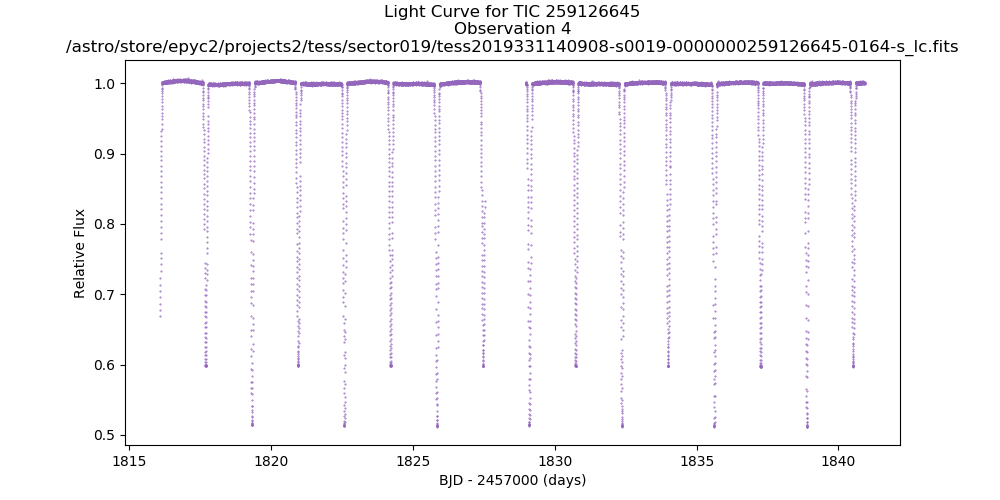 Light Curve for TIC 259126645
Observation 4
/astro/store/epyc2/projects2/tess/sector019/tess2019331140908-s0019-0000000259126645-0164-s_lc.fits
1.0
0.9
0.8
0.7
0.6
0.5
Relative Flux
1815
1820
1825
1830
1835
1840
BJD - 2457000 (days)